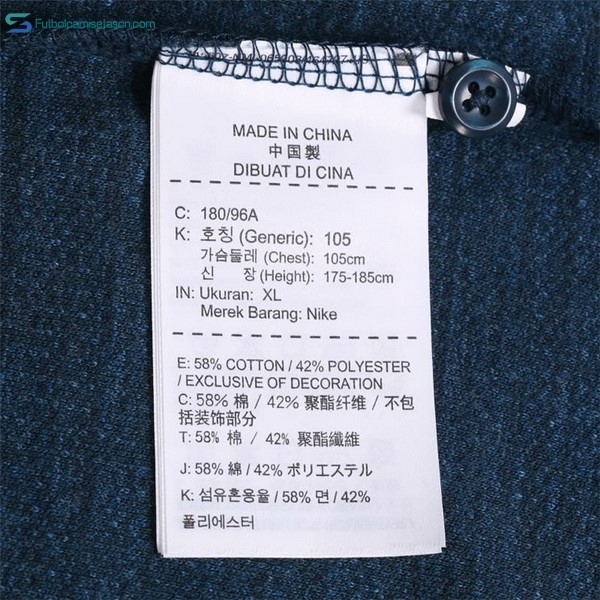 Futbolcamisetascn.com
MADE IN CHINA
中国製
DIBUAT DI CINA
C: 180/96A
K: 호칭 (Generic): 105
가슴둘레 (Chest): 105cm
신 장 (Height): 175-185cm
IN: Ukuran: XL
Merek Barang: Nike
E: 58% COTTON / 42% POLYESTER
/ EXCLUSIVE OF DECORATION
C: 58% 棉 / 42% 聚酯纤维 / 不包
括装饰部分
T: 58% 棉 / 42% 聚酯纖維
J: 58% 綿 / 42% ポリエステル
K: 섬유혼용율 / 58% 면 / 42%
폴리에스터